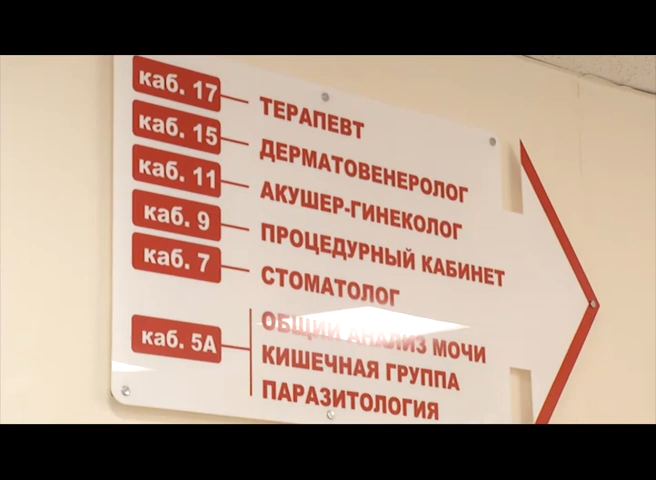 каб. 17 ТЕРАПЕВТ
каб. 15 ДЕРМАТОВЕНЕРОЛОГ
каб. 11 АКУШЕР-ГИНЕКОЛОГ
каб. 9 ПРОЦЕДУРНЫЙ КАБИНЕТ
каб. 7 СТОМАТОЛОГ
каб. 5А ОБЩИЙ АНАЛИЗ МОЧИ
КИШЕЧНАЯ ГРУППА
ПАРАЗИТОЛОГИЯ